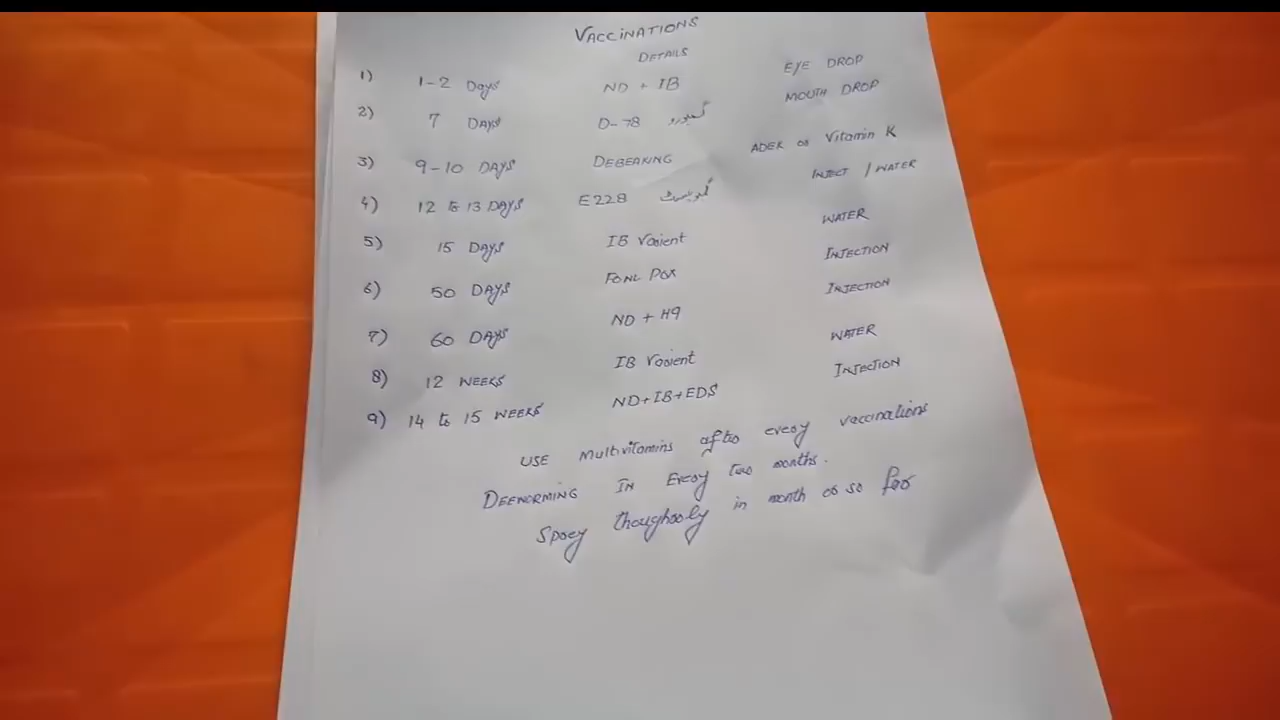 VACCINATIONS
DETAILS
1) 1-2 Days ND + IB EYE DROP
2) 7 DAYS D-78 گمبورو MOUTH DROP
3) 9-10 DAYS DEBEAKING ADEK or Vitamin K
4) 12 to 13 DAYS E228 INJECT / WATER
5) 15 DAYS IB Varient WATER
6) 50 DAYS FOWL POX INJECTION
7) 60 DAYS ND + H9 INJECTION
8) 12 WEEKS IB Varient WATER
9) 14 to 15 WEEKS ND+IB+EDS INJECTION
USE Multivitamins after every vaccinations
DEEWORMING IN Every two months.
Sprey thoughroly in month or so for